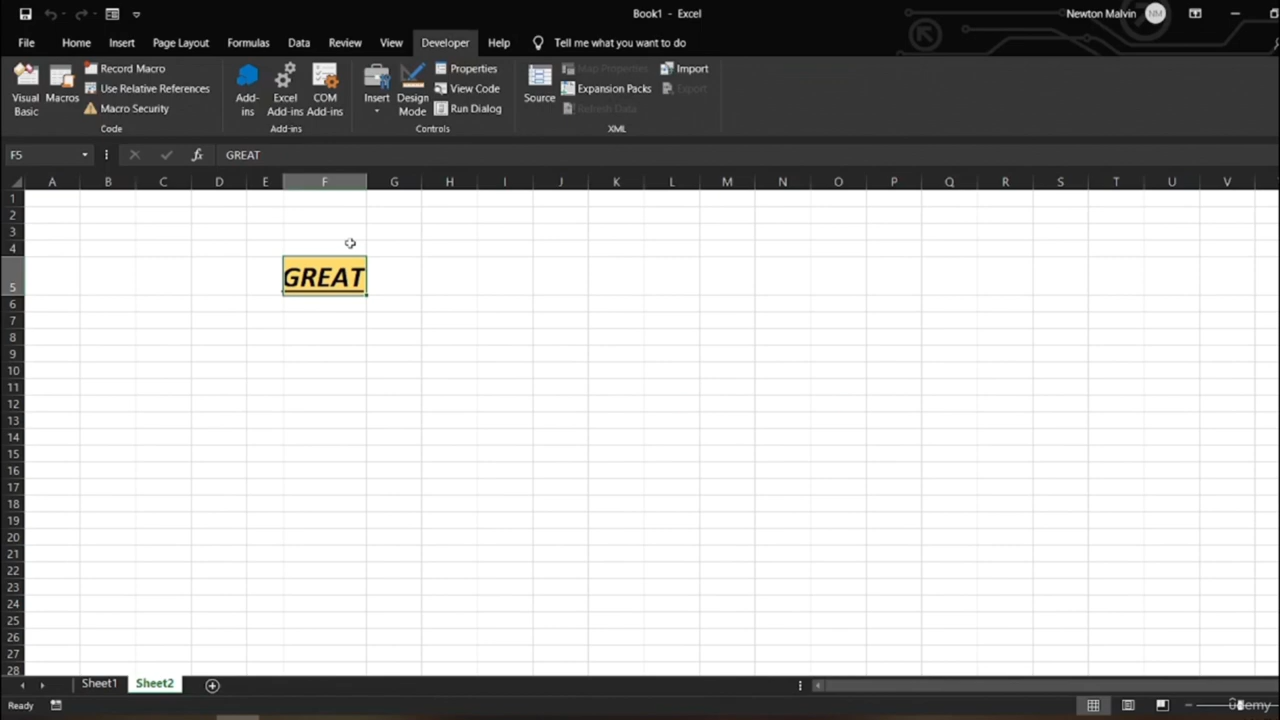 Book1 - Excel
Newton Malvin NM
File Home Insert Page Layout Formulas Data Review View Developer Help Tell me what you want to do
Visual Basic
Macros
Record Macro
Use Relative References
Macro Security
Code
Add-ins
Excel Add-ins
COM Add-ins
Add-ins
Insert
Design Mode
Properties
View Code
Run Dialog
Controls
Source
Map Properties
Expansion Packs
Refresh Data
Import
Export
XML
F5 fx GREAT
A B C D E F G H I J K L M N O P Q R S T U V
1
2
3
4
5 GREAT
6
7
8
9
10
11
12
13
14
15
16
17
18
19
20
21
22
23
24
25
26
27
28
Sheet1 Sheet2
Ready
Udemy